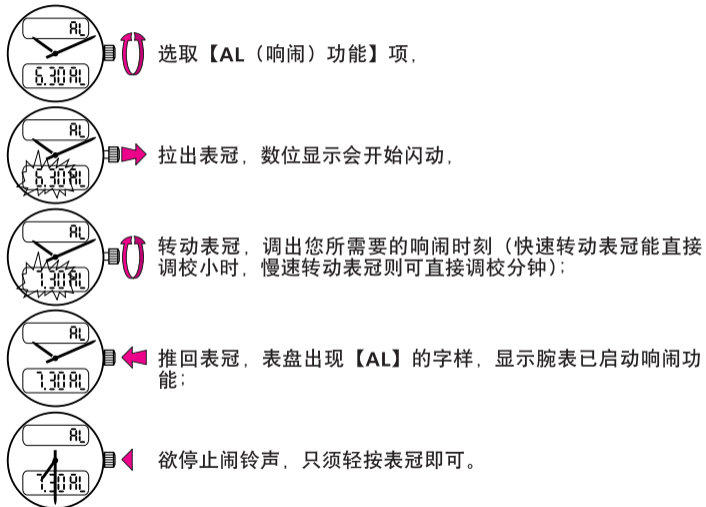 AL
6.30 AL
选取【AL（响闹）功能】项，
AL
6.30 AL
拉出表冠，数位显示会开始闪动，
AL
1.30 AL
转动表冠，调出您所需要的响闹时刻（快速转动表冠能直接
调校小时，慢速转动表冠则可直接调校分钟）；
AL
7.30 AL
推回表冠，表盘出现【AL】的字样，显示腕表已启动响闹功
能；
AL
7.30 AL
欲停止闹铃声，只须轻按表冠即可。